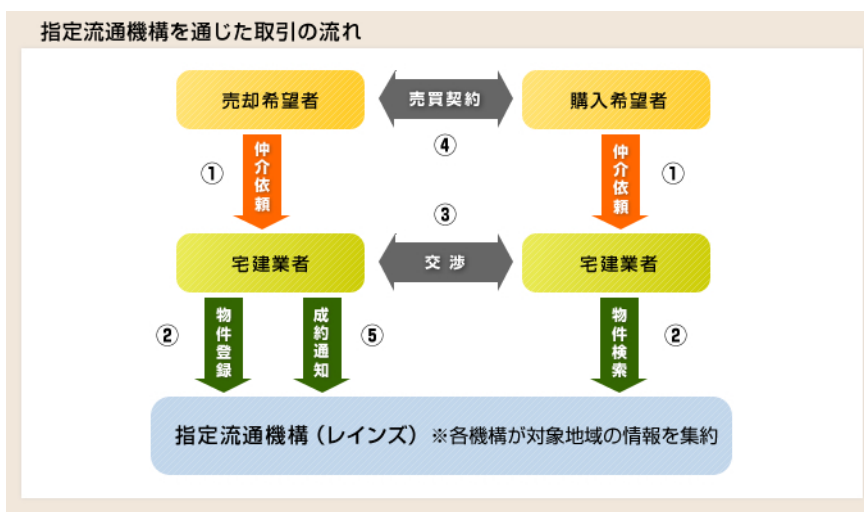 指定流通機構を通じた取引の流れ
売却希望者
売買契約
購入希望者
④
①
仲介依頼
仲介依頼
①
③
宅建業者
交渉
宅建業者
②
物件登録
成約通知
⑤
物件検索
②
指定流通機構（レインズ）※各機構が対象地域の情報を集約